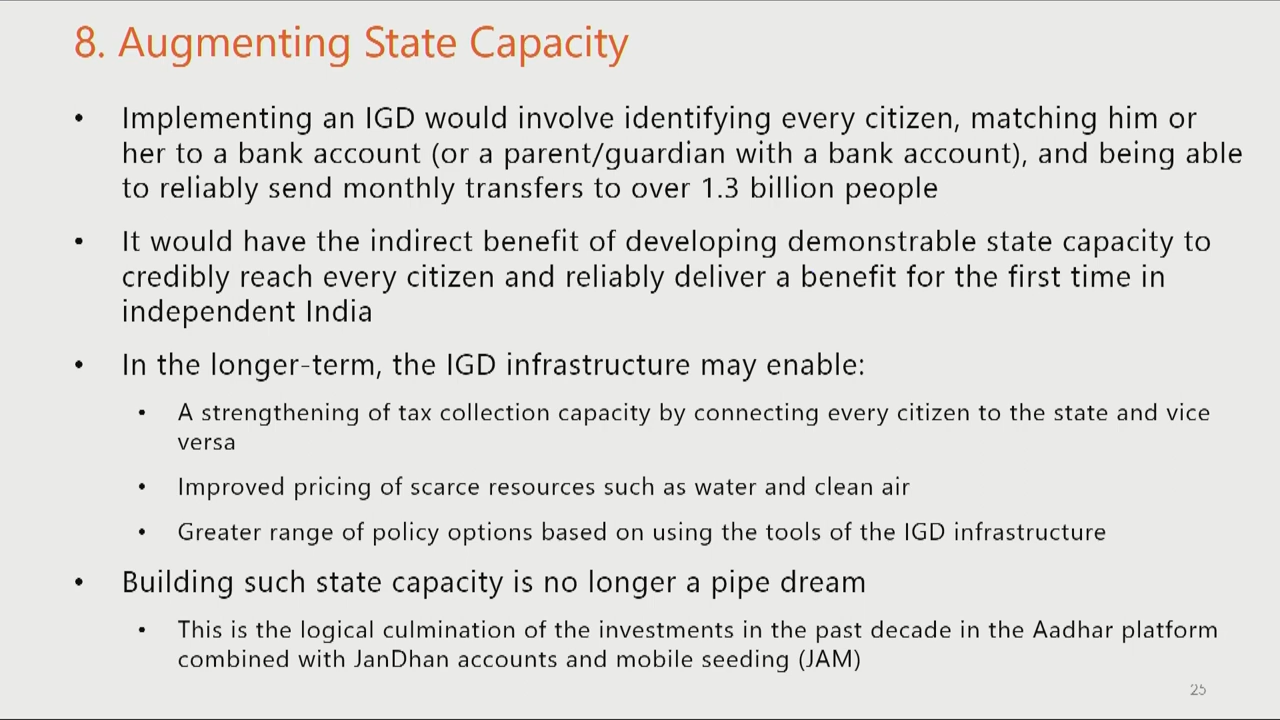 8. Augmenting State Capacity
• Implementing an IGD would involve identifying every citizen, matching him or
her to a bank account (or a parent/guardian with a bank account), and being able
to reliably send monthly transfers to over 1.3 billion people
• It would have the indirect benefit of developing demonstrable state capacity to
credibly reach every citizen and reliably deliver a benefit for the first time in
independent India
• In the longer-term, the IGD infrastructure may enable:
• A strengthening of tax collection capacity by connecting every citizen to the state and vice
versa
• Improved pricing of scarce resources such as water and clean air
• Greater range of policy options based on using the tools of the IGD infrastructure
• Building such state capacity is no longer a pipe dream
• This is the logical culmination of the investments in the past decade in the Aadhar platform
combined with JanDhan accounts and mobile seeding (JAM)
25